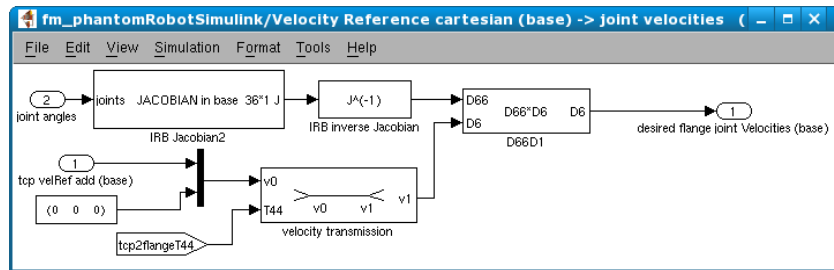 fm_phantomRobotSimulink/Velocity Reference cartesian (base) -> joint velocities (
File Edit View Simulation Format Tools Help
2
joint angles
joints JACOBIAN in base 36*1 J
IRB Jacobian2
J^(-1)
IRB inverse Jacobian
D66
D6
D66*D6
D6
D66D1
1
desired flange joint Velocities (base)
1
tcp velRef add (base)
(0 0 0)
v0
T44
v0 v1
v1
velocity transmission
tcp2flangeT44